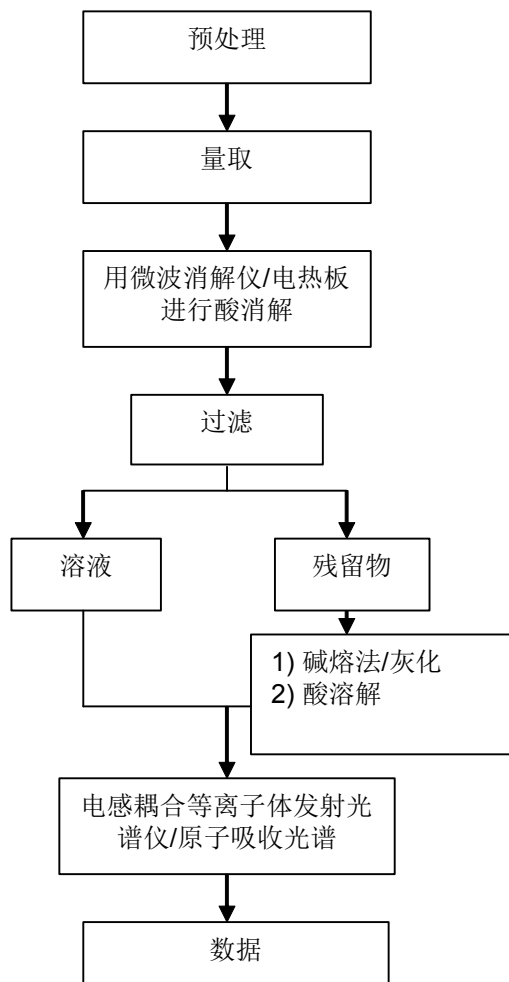 预处理
量取
用微波消解仪/电热板
进行酸消解
过滤
溶液
残留物
1) 碱熔法/灰化
2) 酸溶解
电感耦合等离子体发射光
谱仪/原子吸收光谱
数据